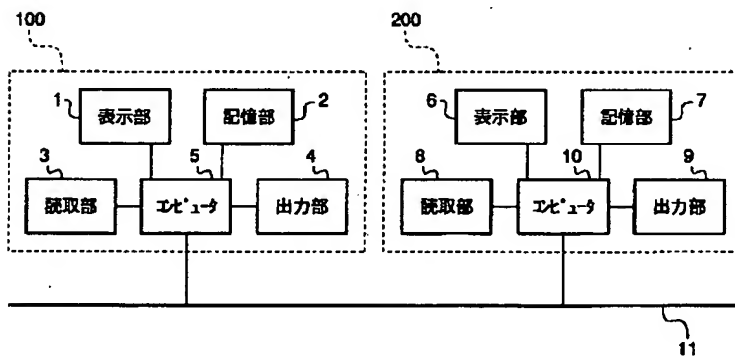 100
200
1 表示部 2 記憶部
6 表示部 7 記憶部
3 読取部 5 コンピュータ 4 出力部
8 読取部 10 コンピュータ 9 出力部
11